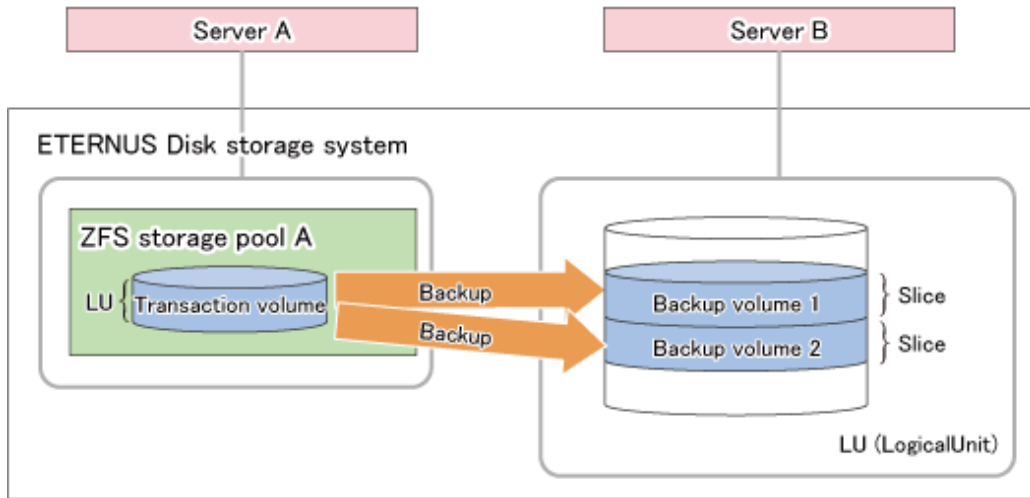 Server A
Server B
ETERNUS Disk storage system
ZFS storage pool A
LU
Transaction volume
Backup
Backup
Backup volume 1
Slice
Backup volume 2
Slice
LU (LogicalUnit)